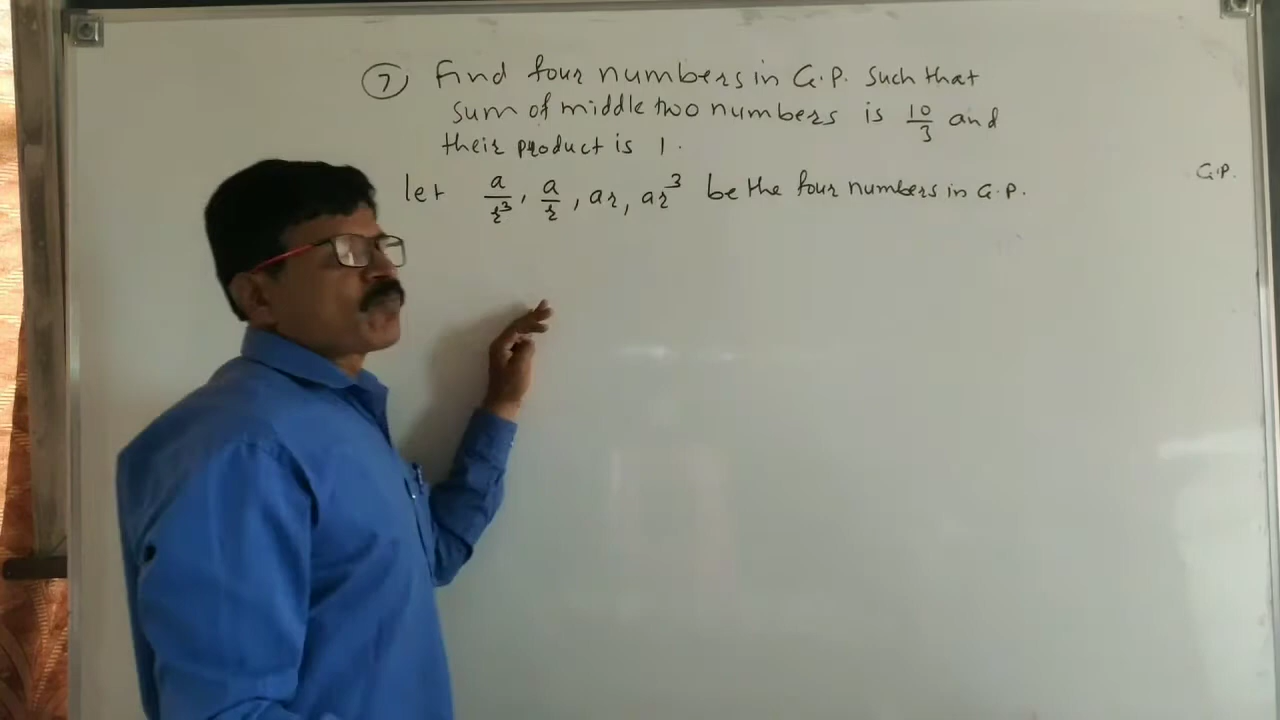 7 Find four numbers in G.P. such that
sum of middle two numbers is 10/3 and
their product is 1.
let a/r³, a/r, ar, ar³ be the four numbers in G.P.
G.P.